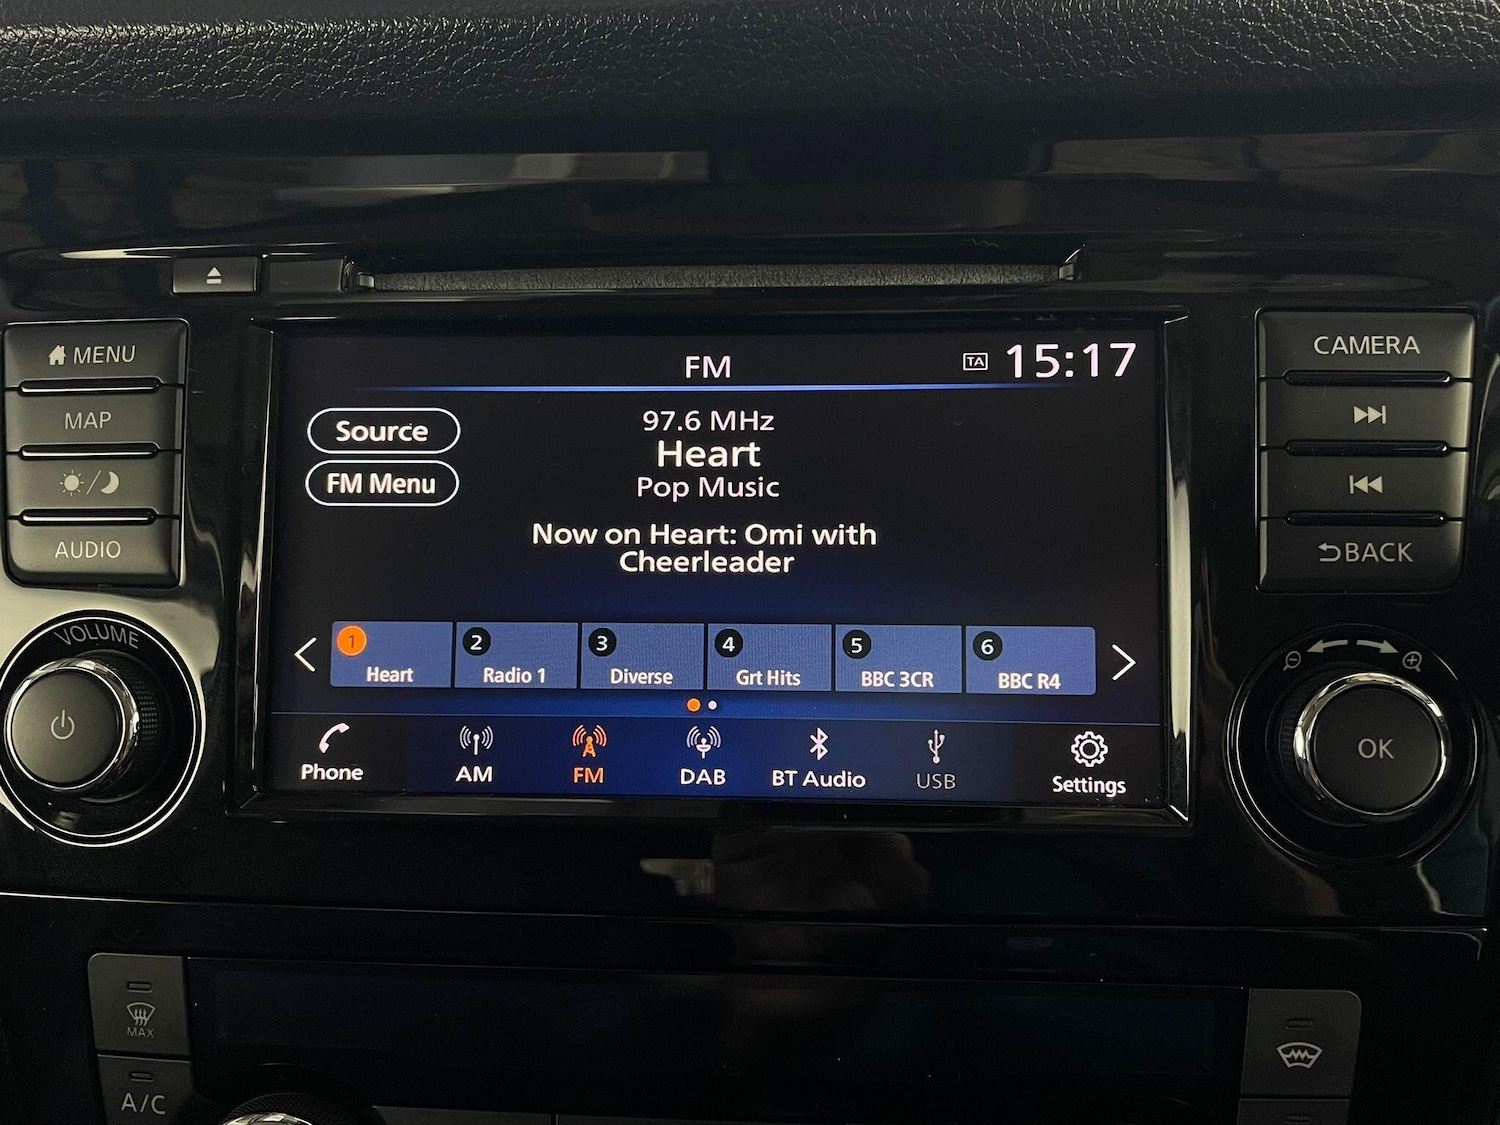 MENU
MAP
AUDIO
VOLUME
FM
TA
15:17
Source
FM Menu
97.6 MHz
Heart
Pop Music
Now on Heart: Omi with
Cheerleader
1
Heart
2
Radio 1
3
Diverse
4
Grt Hits
5
BBC 3CR
6
BBC R4
Phone
AM
FM
DAB
BT Audio
USB
Settings
CAMERA
BACK
OK
MAX
A/C